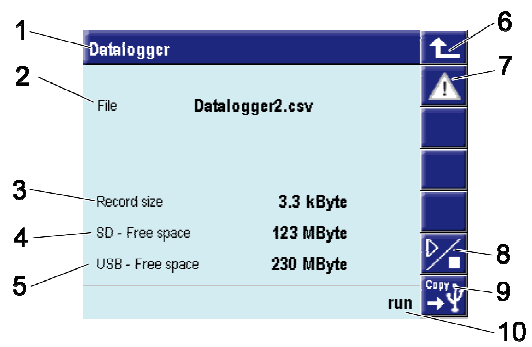 1
Datalogger
6
7
2
File Datalogger2.csv
3
Record size 3.3 kByte
4
SD - Free space 123 MByte
5
USB - Free space 230 MByte
8
Copy
9
run
10